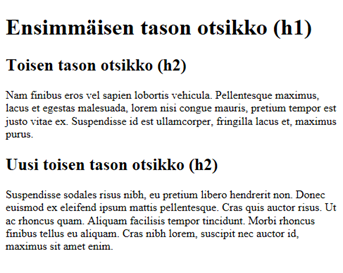 Ensimmäisen tason otsikko (h1)
Toisen tason otsikko (h2)
Nam finibus eros vel sapien lobortis vehicula. Pellentesque maximus,
lacus et egestas malesuada, lorem nisi congue mauris, pretium tempor est
justo vitae ex. Suspendisse id est ullamcorper, fringilla lacus et, maximus
purus.
Uusi toisen tason otsikko (h2)
Suspendisse sodales risus nibh, eu pretium libero hendrerit non. Donec
euismod ex eleifend ipsum mattis pellentesque. Cras quis auctor risus. Ut
ac rhoncus quam. Aliquam facilisis tempor tincidunt. Morbi rhoncus
finibus tellus eu aliquam. Cras nibh lorem, suscipit nec auctor id,
maximus sit amet enim.